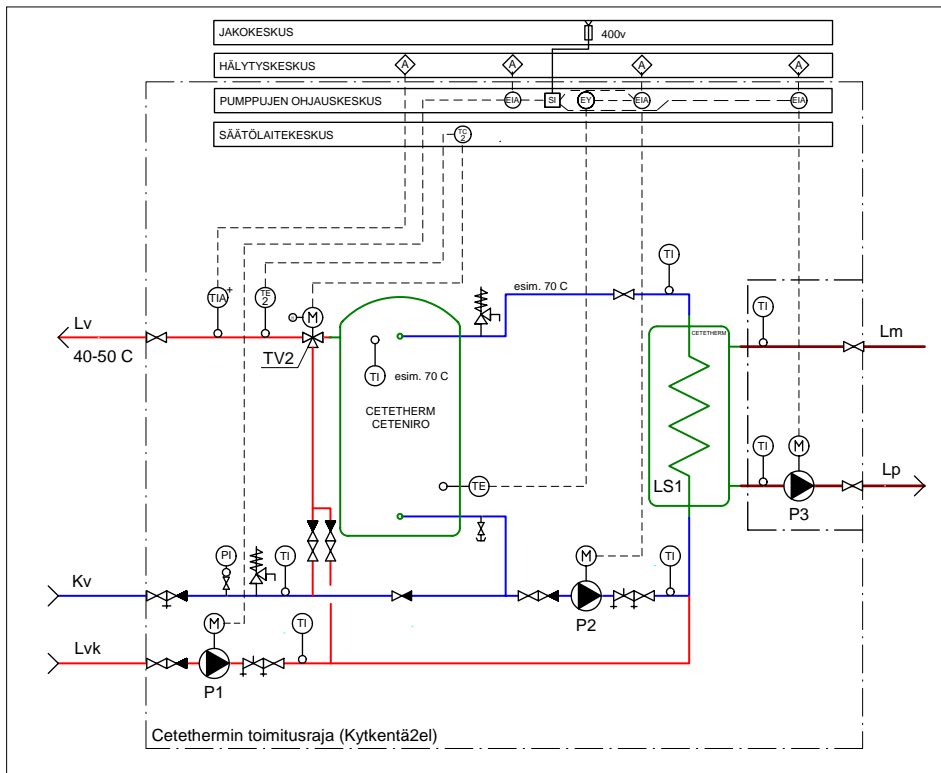 JAKOKESKUS
400v
HÄLYTYSKESKUS
A
A
A
A
PUMPPUJEN OHJAUSKESKUS
EIA
SI
EY
EIA
EIA
SÄÄTÖLAITEKESKUS
TC
2
TI
TIA
+
TE
2
M
esim. 70 C
TI
Lv
40-50 C
TV2
TI
esim. 70 C
CETETHERM
Lm
CETETHERM
CETENIRO
TI
M
TE
LS1
Lp
P3
PI
TI
M
TI
Kv
P2
M
TI
Lvk
P1
Cetethermin toimitusraja (Kytkentä2el)